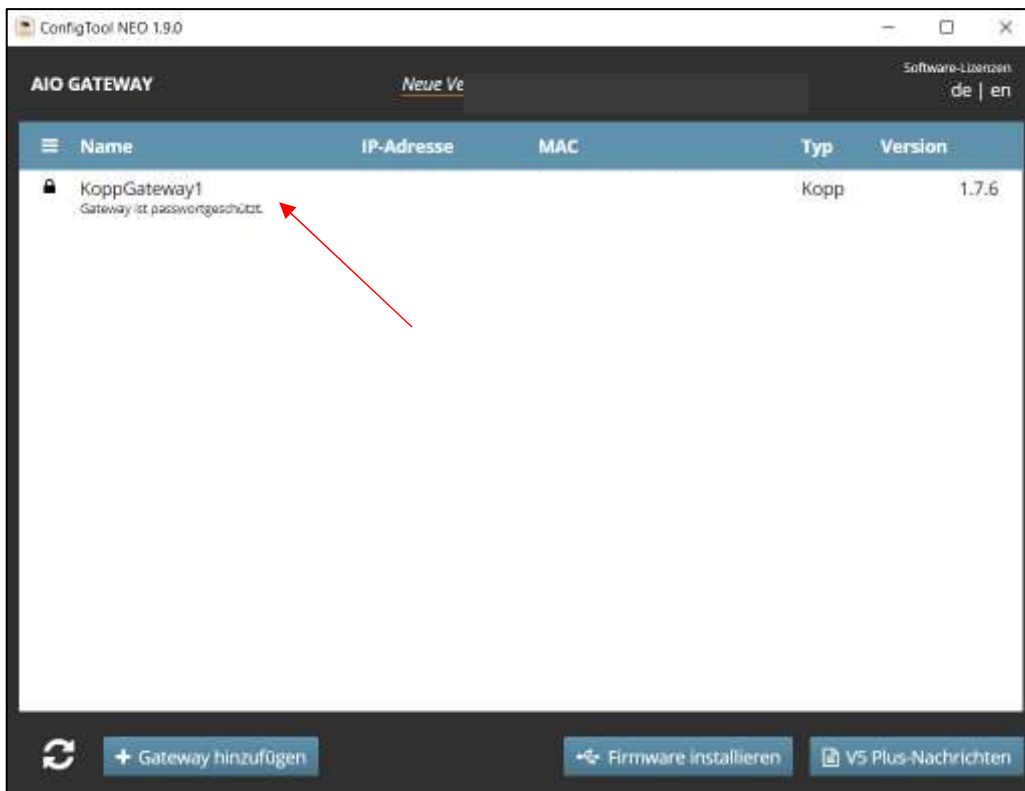 ConfigTool NEO 1.9.0
Software-Lizenzen
AIO GATEWAY Neue Ve de | en
Name IP-Adresse MAC Typ Version
KoppGateway1 Kopp 1.7.6
Gateway ist passwortgeschützt.
+ Gateway hinzufügen Firmware installieren V5 Plus-Nachrichten